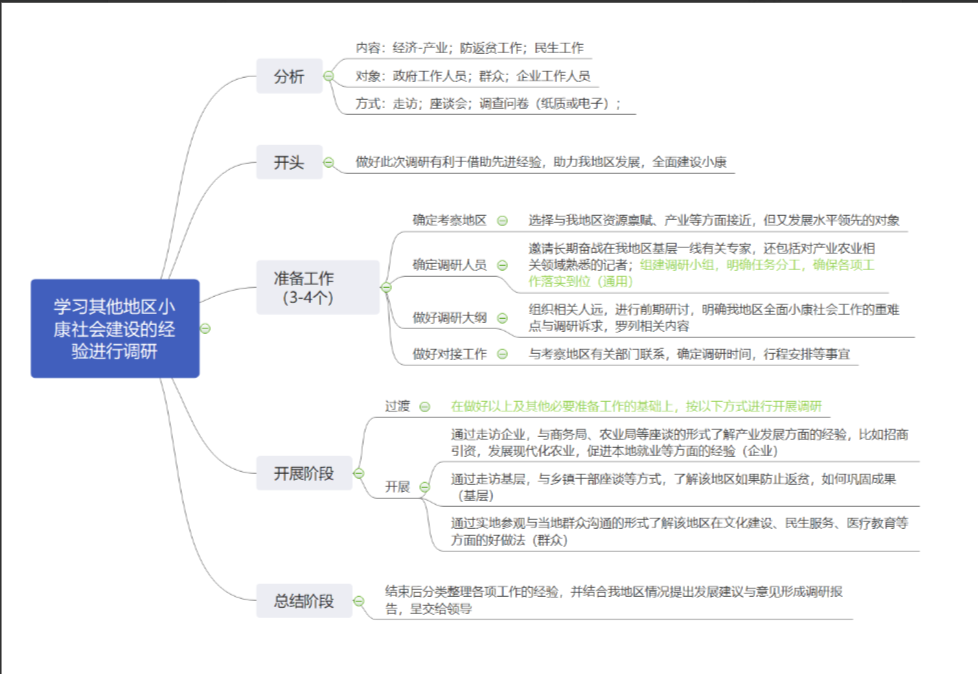 学习其他地区小
康社会建设的经
验进行调研
分析
内容：经济-产业；防返贫工作；民生工作
对象：政府工作人员；群众；企业工作人员
方式：走访；座谈会；调查问卷（纸质或电子）；
开头
做好此次调研有利于借助先进经验，助力我地区发展，全面建设小康
准备工作
（3-4个）
确定考察地区
选择与我地区资源禀赋、产业等方面接近，但又发展水平领先的对象
确定调研人员
邀请长期奋战在我地区基层一线有关专家，还包括对产业农业相
关领域熟悉的记者；组建调研小组，明确任务分工，确保各项工
作落实到位（通用）
做好调研大纲
组织相关人远，进行前期研讨，明确我地区全面小康社会工作的重难
点与调研诉求，罗列相关内容
做好对接工作
与考察地区有关部门联系，确定调研时间，行程安排等事宜
开展阶段
过渡
在做好以上及其他必要准备工作的基础上，按以下方式进行开展调研
开展
通过走访企业，与商务局、农业局等座谈的形式了解产业发展方面的经验，比如招商
引资，发展现代化农业，促进本地就业等方面的经验（企业）
通过走访基层，与乡镇干部座谈等方式，了解该地区如果防止返贫，如何巩固成果
（基层）
通过实地参观与当地群众沟通的形式了解该地区在文化建设、民生服务、医疗教育等
方面的好做法（群众）
总结阶段
结束后分类整理各项工作的经验，并结合我地区情况提出发展建议与意见形成调研报
告，呈交给领导